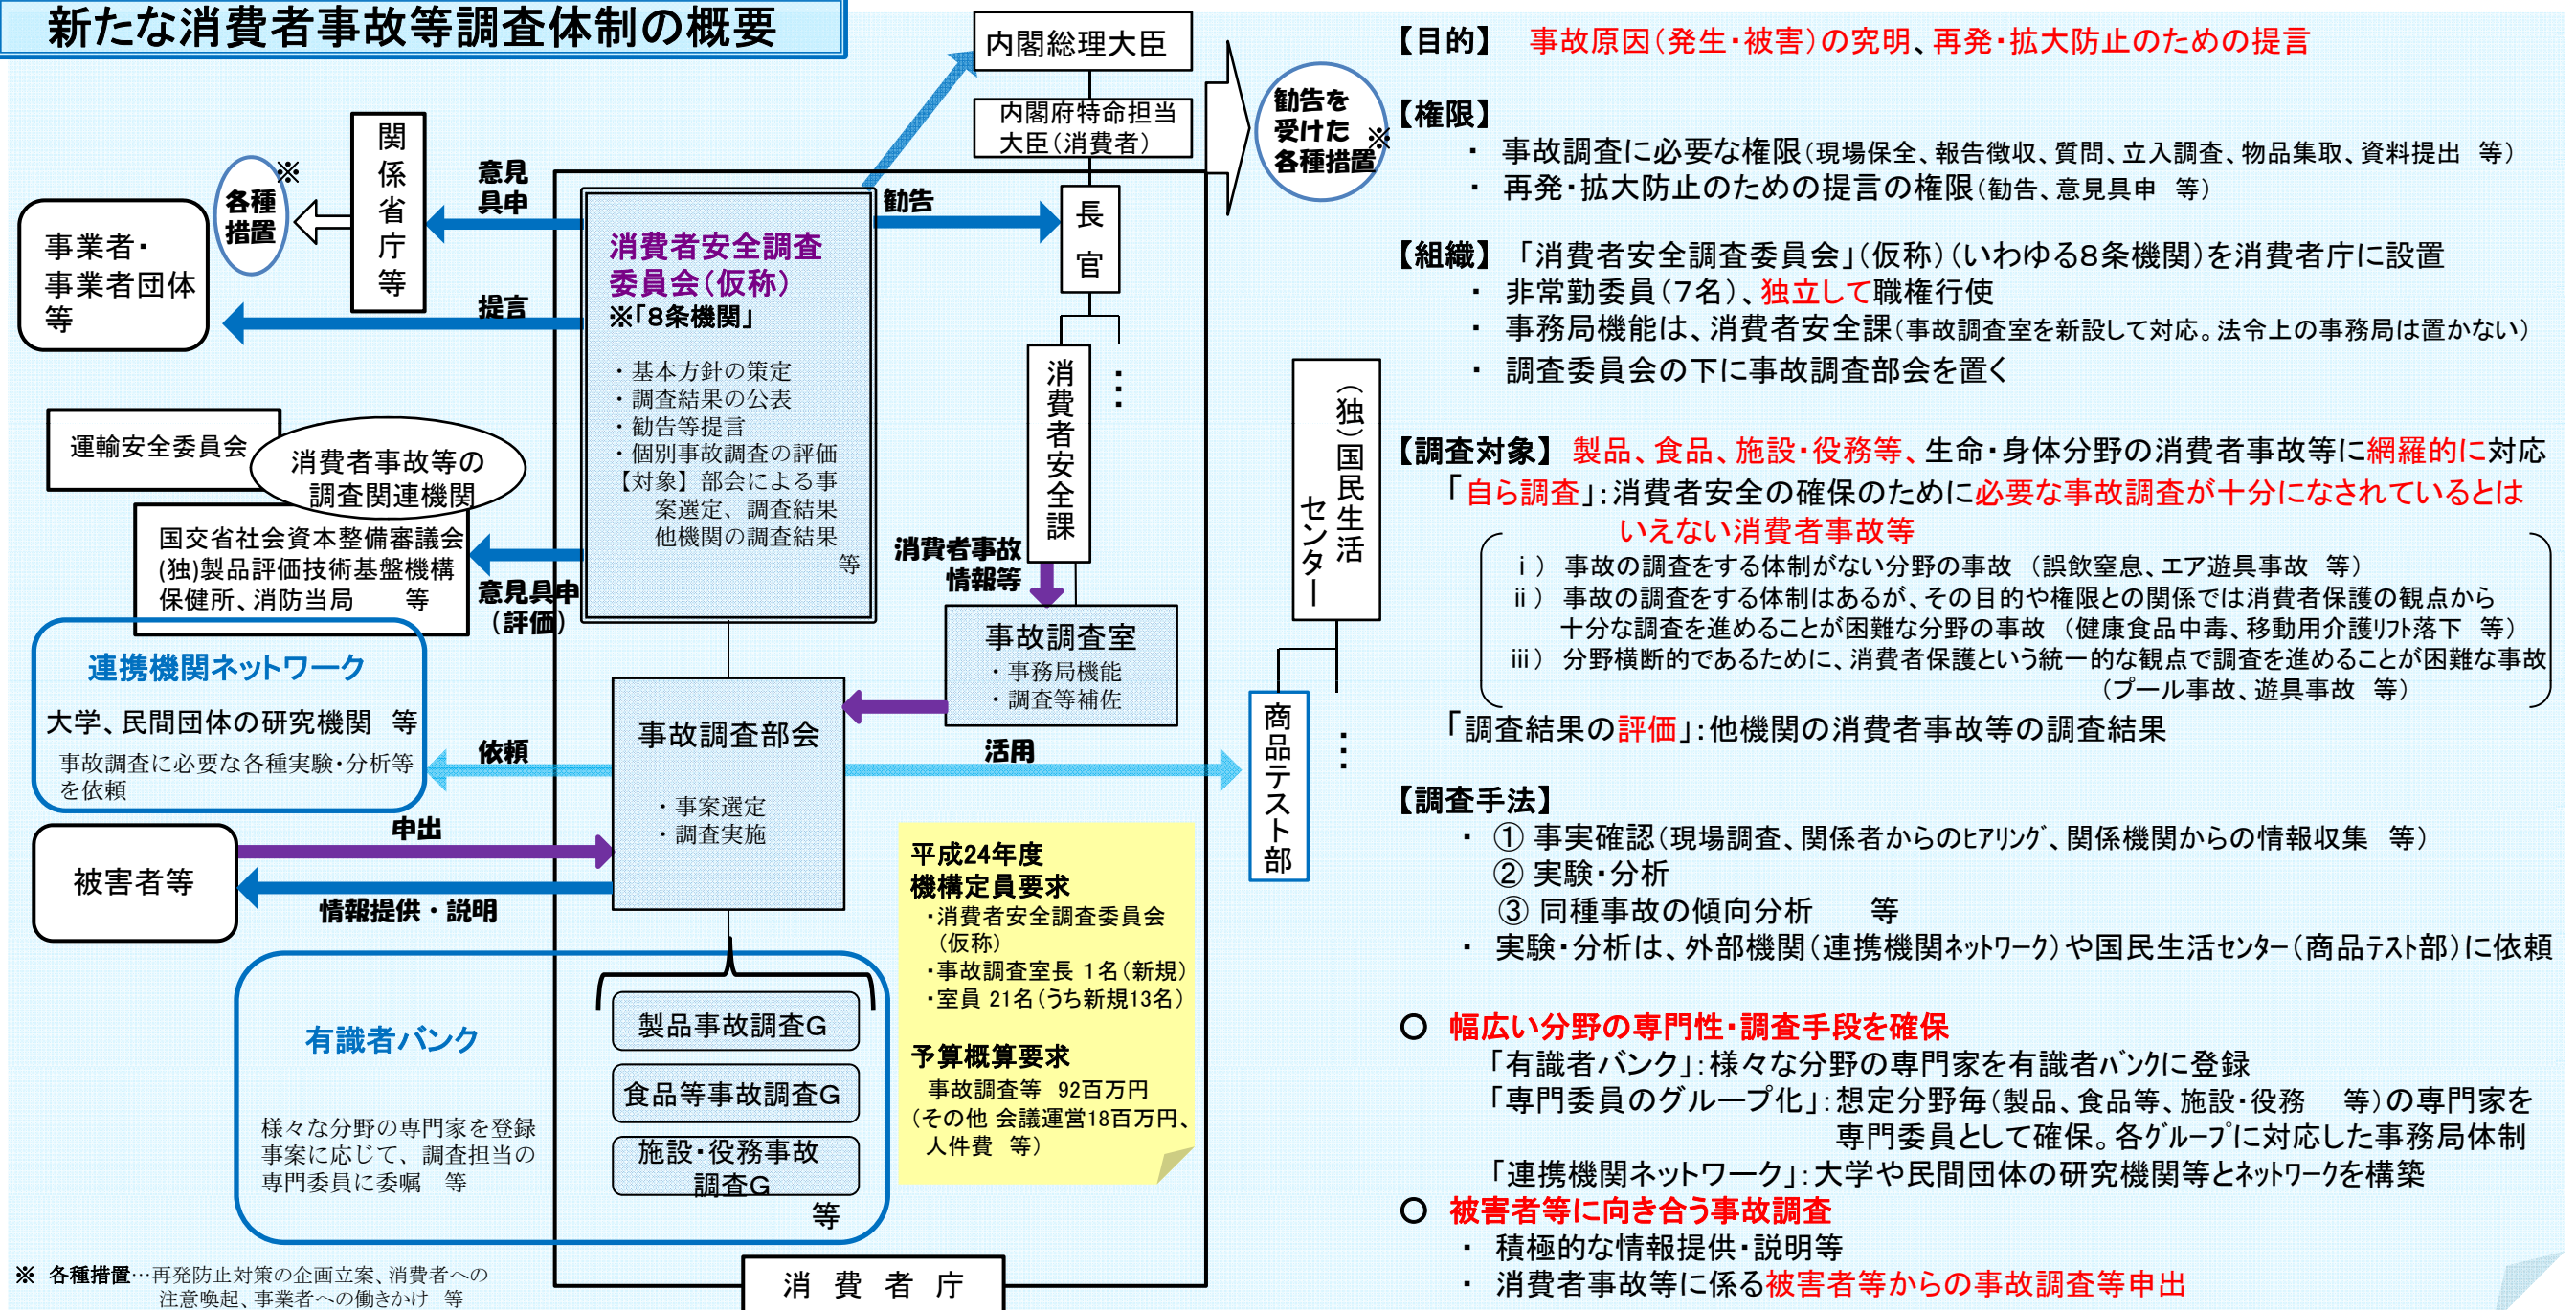 新たな消費者事故等調査体制の概要
内閣総理大臣
内閣府特命担当
大臣(消費者)
勧告を
受けた
各種措置
※
関係省庁等
※
各種
措置
意見
具申
事業者・
事業者団体
等
提言
勧告
長官
消費者安全調査
委員会(仮称)
※「8条機関」
・基本方針の策定
・調査結果の公表
・勧告等提言
・個別事故調査の評価
【対象】部会による事
案選定、調査結果
他機関の調査結果
等
消費者安全課
⋮
(独)国民生活
センター
運輸安全委員会
消費者事故等の
調査関連機関
国交省社会資本整備審議会
(独)製品評価技術基盤機構
保健所、消防当局 等
意見具申
(評価)
消費者事故
情報等
事故調査室
・事務局機能
・調査等補佐
連携機関ネットワーク
大学、民間団体の研究機関 等
事故調査に必要な各種実験・分析等
を依頼
依頼
事故調査部会
・事案選定
・調査実施
活用
商品テスト部
⋮
被害者等
申出
情報提供・説明
平成24年度
機構定員要求
・消費者安全調査委員会
(仮称)
・事故調査室長 1名(新規)
・室員 21名(うち新規13名)
予算概算要求
事故調査等 92百万円
(その他 会議運営18百万円、
人件費 等)
有識者バンク
様々な分野の専門家を登録
事案に応じて、調査担当の
専門委員に委嘱 等
製品事故調査G
食品等事故調査G
施設・役務事故
調査G
等
消費者庁
※ 各種措置…再発防止対策の企画立案、消費者への
注意喚起、事業者への働きかけ 等
【目的】 事故原因(発生・被害)の究明、再発・拡大防止のための提言
【権限】
・ 事故調査に必要な権限(現場保全、報告徴収、質問、立入調査、物品集取、資料提出 等)
・ 再発・拡大防止のための提言の権限(勧告、意見具申 等)
【組織】 「消費者安全調査委員会」(仮称)(いわゆる8条機関)を消費者庁に設置
・ 非常勤委員(7名)、独立して職権行使
・ 事務局機能は、消費者安全課(事故調査室を新設して対応。法令上の事務局は置かない)
・ 調査委員会の下に事故調査部会を置く
【調査対象】 製品、食品、施設・役務等、生命・身体分野の消費者事故等に網羅的に対応
「自ら調査」:消費者安全の確保のために必要な事故調査が十分になされているとは
いえない消費者事故等
ⅰ) 事故の調査をする体制がない分野の事故 (誤飲窒息、エア遊具事故 等)
ⅱ) 事故の調査をする体制はあるが、その目的や権限との関係では消費者保護の観点から
十分な調査を進めることが困難な分野の事故 (健康食品中毒、移動用介護ﾘﾌﾄ落下 等)
ⅲ) 分野横断的であるために、消費者保護という統一的な観点で調査を進めることが困難な事故
(プール事故、遊具事故 等)
「調査結果の評価」:他機関の消費者事故等の調査結果
【調査手法】
・ ① 事実確認(現場調査、関係者からのﾋｱﾘﾝｸﾞ、関係機関からの情報収集 等)
② 実験・分析
③ 同種事故の傾向分析 等
・ 実験・分析は、外部機関(連携機関ﾈｯﾄﾜｰｸ)や国民生活ｾﾝﾀｰ(商品ﾃｽﾄ部)に依頼
○ 幅広い分野の専門性・調査手段を確保
「有識者バンク」:様々な分野の専門家を有識者ﾊﾞﾝｸに登録
「専門委員のグループ化」:想定分野毎(製品、食品等、施設・役務 等)の専門家を
専門委員として確保。各ｸﾞﾙｰﾌﾟに対応した事務局体制
「連携機関ネットワーク」:大学や民間団体の研究機関等とﾈｯﾄﾜｰｸを構築
○ 被害者等に向き合う事故調査
・ 積極的な情報提供・説明等
・ 消費者事故等に係る被害者等からの事故調査等申出